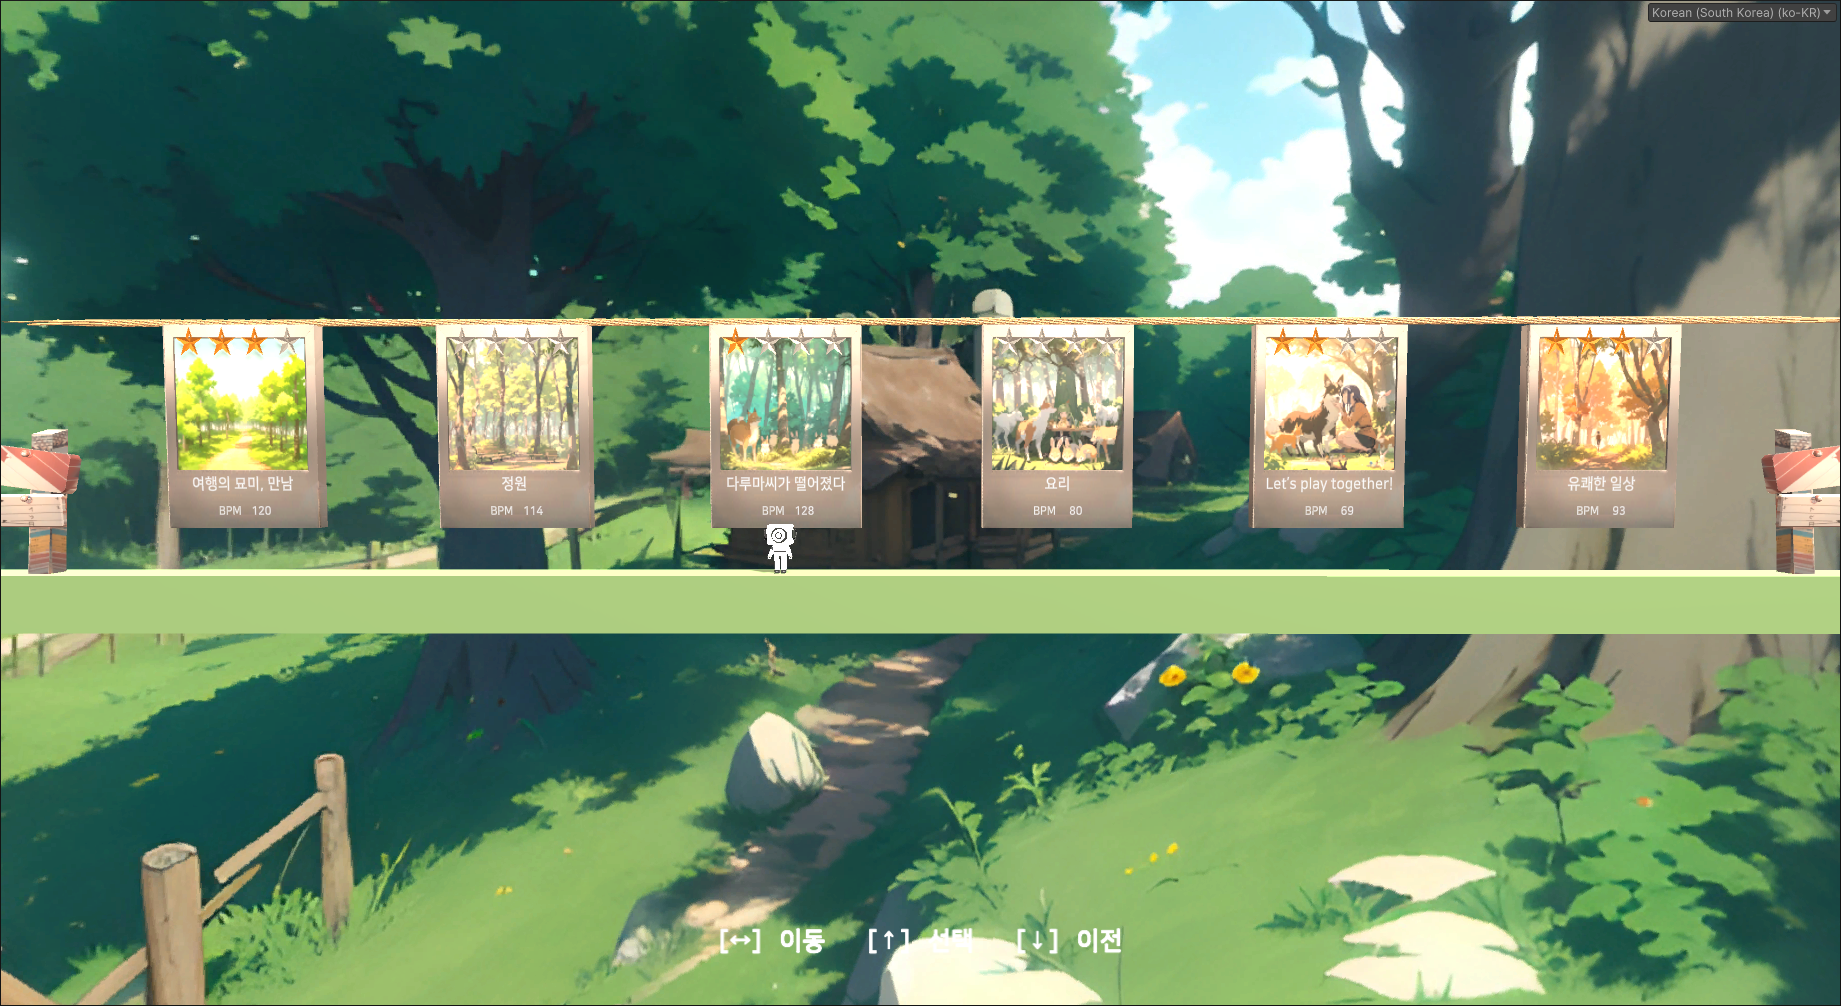 Korean (South Korea) (ko-KR)
여행의 묘미, 만남
BPM 120
정원
BPM 114
다루마씨가 떨어졌다
BPM 128
요리
BPM 80
Let's play together!
BPM 69
유쾌한 일상
BPM 93
[↔] 이동 [↑] 선택 [↓] 이전